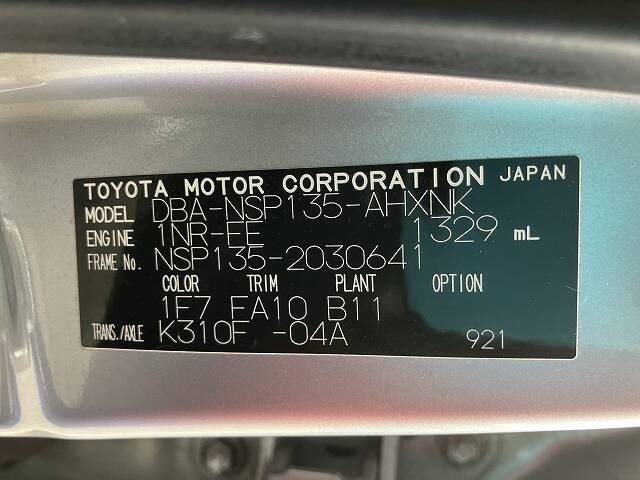 TOYOTA MOTOR CORPORATION JAPAN
MODEL DBA-NSP135-AHXNK
ENGINE 1NR-FE 1329 mL
FRAME No. NSP135-2030641
COLOR TRIM PLANT OPTION
1F7 FA10 B11
TRANS./AXLE K310F -04A 921